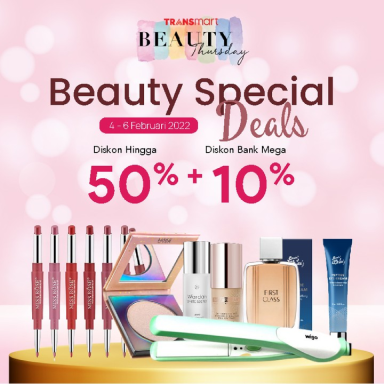 TRANSmart
BEAUTY
Thursday
Beauty Special
Deals
4 - 6 Februari 2022
Diskon Hingga
Diskon Bank Mega
50% + 10%
FIRST
CLASS
wigo